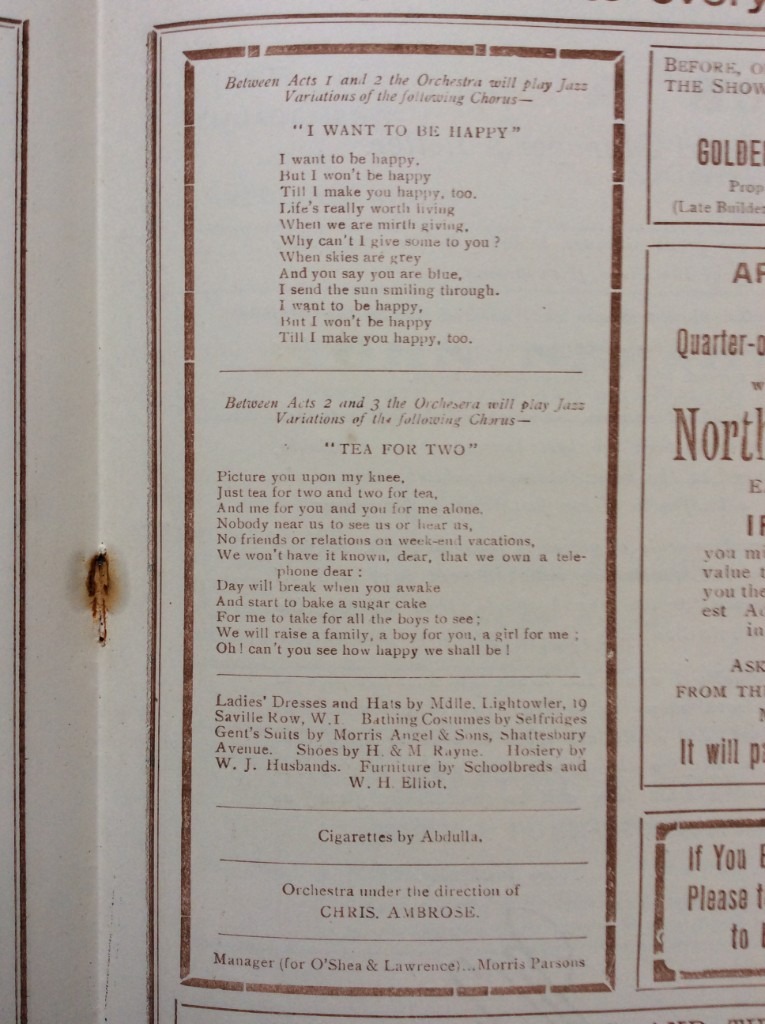 every
Between Acts 1 and 2 the Orchestra will play Jazz
Variations of the following Chorus—
"I WANT TO BE HAPPY"
I want to be happy,
But I won't be happy
Till I make you happy, too.
Life's really worth living
When we are mirth giving,
Why can't I give some to you ?
When skies are grey
And you say you are blue,
I send the sun smiling through.
I want to be happy,
But I won't be happy
Till I make you happy, too.
Between Acts 2 and 3 the Orchesera will play Jazz
Variations of the following Chorus—
"TEA FOR TWO"
Picture you upon my knee,
Just tea for two and two for tea,
And me for you and you for me alone.
Nobody near us to see us or hear us,
No friends or relations on week-end vacations,
We won't have it known, dear, that we own a tele-
phone dear ;
Day will break when you awake
And start to bake a sugar cake
For me to take for all the boys to see ;
We will raise a family, a boy for you, a girl for me ;
Oh ! can't you see how happy we shall be !
Ladies' Dresses and Hats by Mdlle. Lightowler, 19
Saville Row, W.1 Bathing Costumes by Selfridges
Gent's Suits by Morris Angel & Sons, Shattesbury
Avenue. Shoes by H. & M. Rayne. Hosiery by
W. J. Husbands. Furniture by Schoolbreds and
W. H. Elliot.
Cigarettes by Abdulla.
Orchestra under the direction of
CHRIS. AMBROSE.
Manager (for O'Shea & Lawrence)...Morris Parsons
BEFORE, O
THE SHOW
GOLDE
Prop
(Late Builder
AF
Quarter-o
w
North
E
IF
you mi
value t
you the
est Ad
in
ASK
FROM THE
It will pa
If You
Please t
to